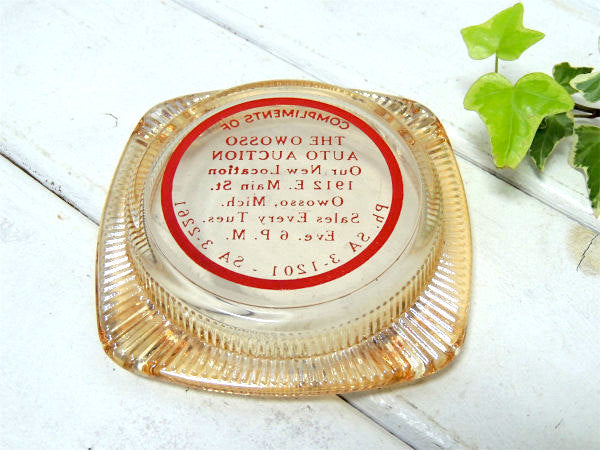 COMPLIMENTS OF
THE OWOSSO
AUTO AUCTION
Our New Location
1912 E. Main St.
Owosso, Mich.
Sales Every Tues.
Eve. 6 P. M.
Ph. SA 3-1201 - SA 3-2261